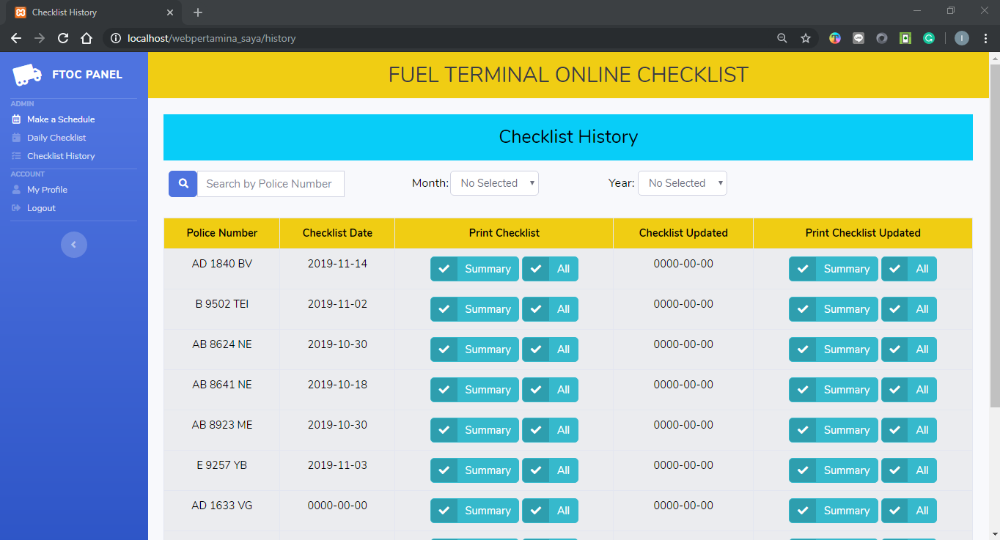 Checklist History
localhost/webpertamina_saya/history
I
FTOC PANEL
ADMIN
Make a Schedule
Daily Checklist
Checklist History
ACCOUNT
My Profile
Logout
FUEL TERMINAL ONLINE CHECKLIST
Checklist History
Search by Police Number Month: No Selected Year: No Selected
Police Number Checklist Date Print Checklist Checklist Updated Print Checklist Updated
AD 1840 BV 2019-11-14 Summary All 0000-00-00 Summary All
B 9502 TEI 2019-11-02 Summary All 0000-00-00 Summary All
AB 8624 NE 2019-10-30 Summary All 0000-00-00 Summary All
AB 8641 NE 2019-10-18 Summary All 0000-00-00 Summary All
AB 8923 ME 2019-10-30 Summary All 0000-00-00 Summary All
E 9257 YB 2019-11-03 Summary All 0000-00-00 Summary All
AD 1633 VG 0000-00-00 Summary All 0000-00-00 Summary All